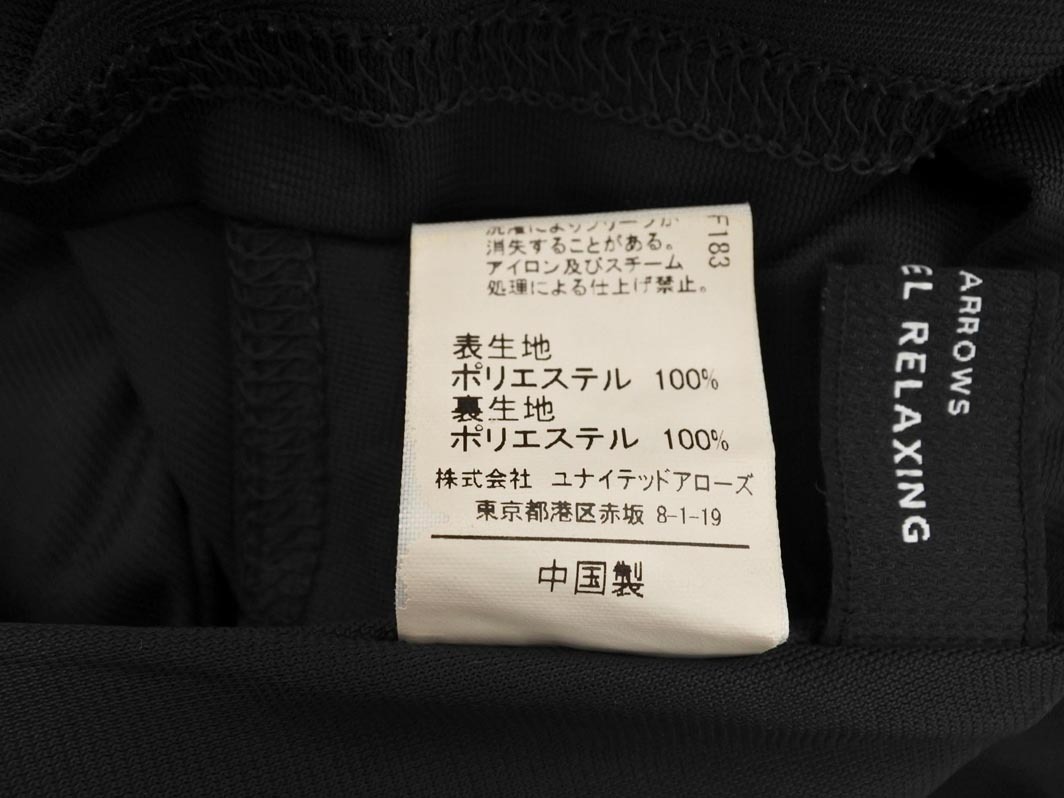 洗濯によりプリーツが
消失することがある。
アイロン及びスチーム
処理による仕上げ禁止。
F183
表生地
ポリエステル 100%
裏生地
ポリエステル 100%
株式会社 ユナイテッドアローズ
東京都港区赤坂 8-1-19
中国製
ARROWS
EL RELAXING